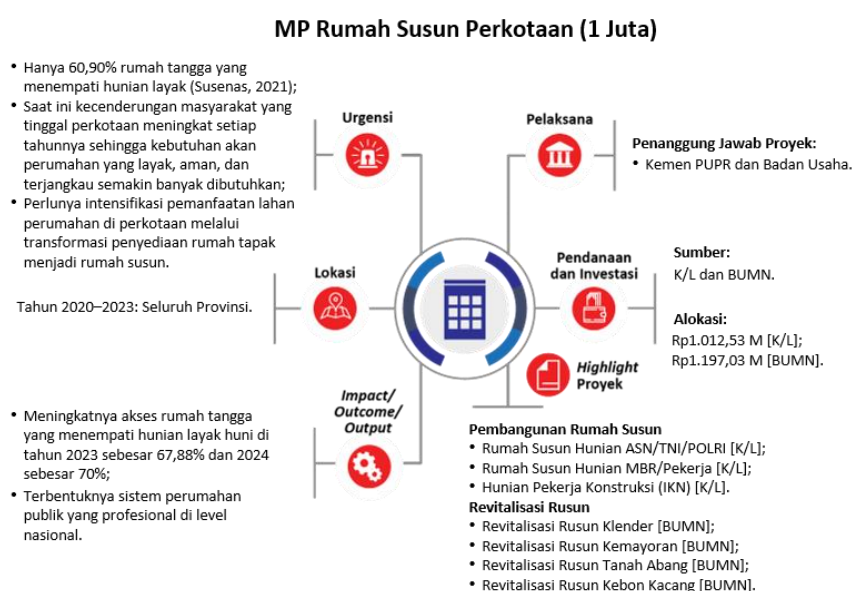 MP Rumah Susun Perkotaan (1 Juta)
• Hanya 60,90% rumah tangga yang
menempati hunian layak (Susenas, 2021);
• Saat ini kecenderungan masyarakat yang
tinggal perkotaan meningkat setiap
tahunnya sehingga kebutuhan akan
perumahan yang layak, aman, dan
terjangkau semakin banyak dibutuhkan;
• Perlunya intensifikasi pemanfaatan lahan
perumahan di perkotaan melalui
transformasi penyediaan rumah tapak
menjadi rumah susun.
Urgensi
Pelaksana
Penanggung Jawab Proyek:
• Kemen PUPR dan Badan Usaha.
Lokasi
Tahun 2020–2023: Seluruh Provinsi.
Pendanaan
dan Investasi
Sumber:
K/L dan BUMN.
Alokasi:
Rp1.012,53 M [K/L];
Rp1.197,03 M [BUMN].
Impact/
Outcome/
Output
• Meningkatnya akses rumah tangga
yang menempati hunian layak huni di
tahun 2023 sebesar 67,88% dan 2024
sebesar 70%;
• Terbentuknya sistem perumahan
publik yang profesional di level
nasional.
Highlight
Proyek
Pembangunan Rumah Susun
• Rumah Susun Hunian ASN/TNI/POLRI [K/L];
• Rumah Susun Hunian MBR/Pekerja [K/L];
• Hunian Pekerja Konstruksi (IKN) [K/L].
Revitalisasi Rusun
• Revitalisasi Rusun Klender [BUMN];
• Revitalisasi Rusun Kemayoran [BUMN];
• Revitalisasi Rusun Tanah Abang [BUMN];
• Revitalisasi Rusun Kebon Kacang [BUMN].